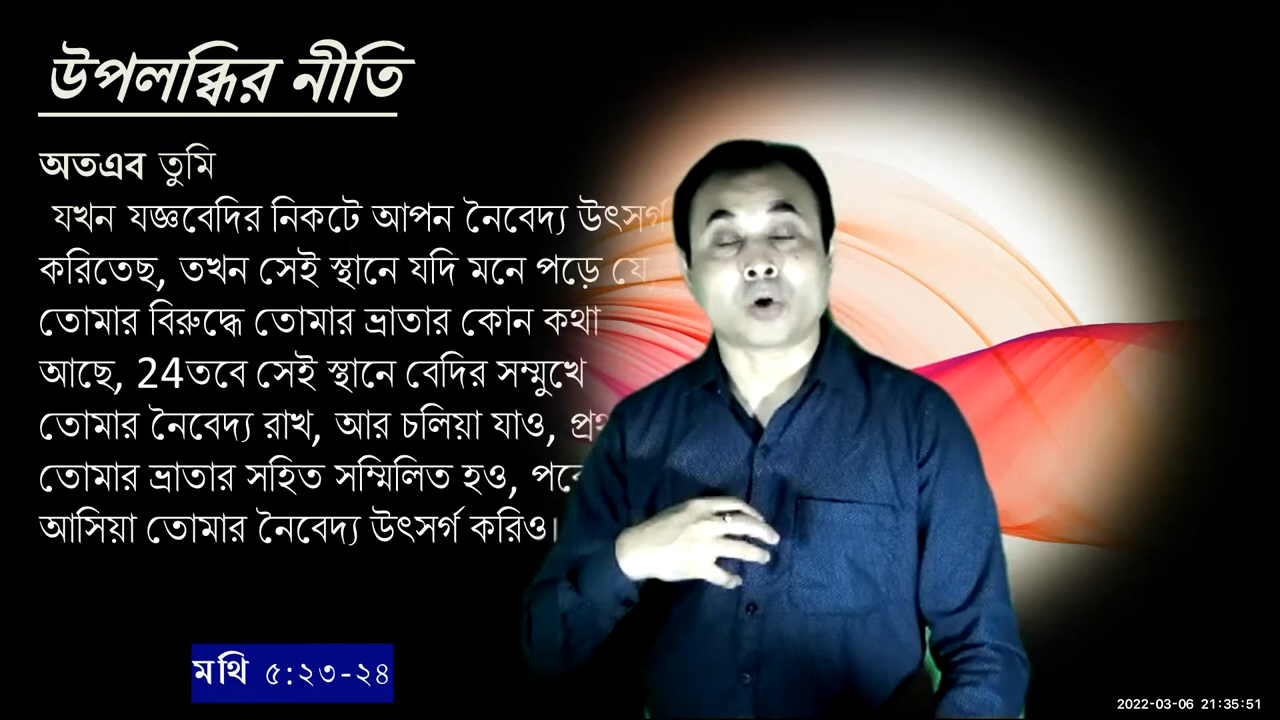 উপলব্ধির নীতি
অতএব তুমি
যখন যজ্ঞবেদির নিকটে আপন নৈবেদ্য উৎসর্গ
করিতেছ, তখন সেই স্থানে যদি মনে পড়ে যে
তোমার বিরুদ্ধে তোমার ভ্রাতার কোন কথা
আছে, 24তবে সেই স্থানে বেদির সম্মুখে
তোমার নৈবেদ্য রাখ, আর চলিয়া যাও,
তোমার ভ্রাতার সহিত সম্মিলিত হও,
আসিয়া তোমার নৈবেদ্য উৎসর্গ করিও।
মথি ৫:২৩-২৪
2022-03-06 21:35:51